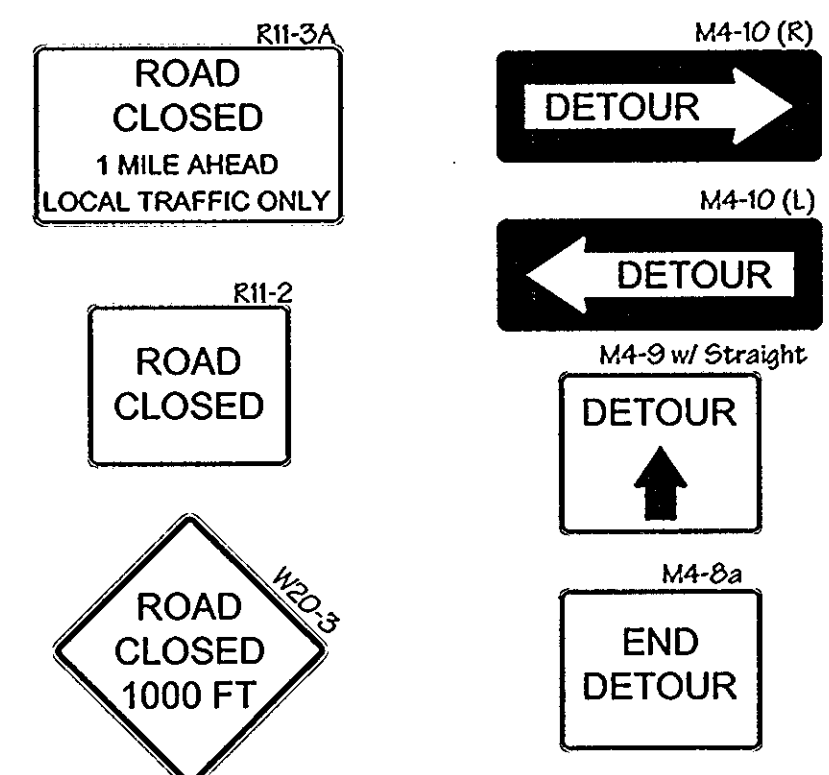 R11-3A
ROAD
CLOSED
1 MILE AHEAD
LOCAL TRAFFIC ONLY
R11-2
ROAD
CLOSED
W20-3
ROAD
CLOSED
1000 FT
M4-10 (R)
DETOUR
M4-10 (L)
DETOUR
M4-9 w/ Straight
DETOUR
M4-8a
END
DETOUR